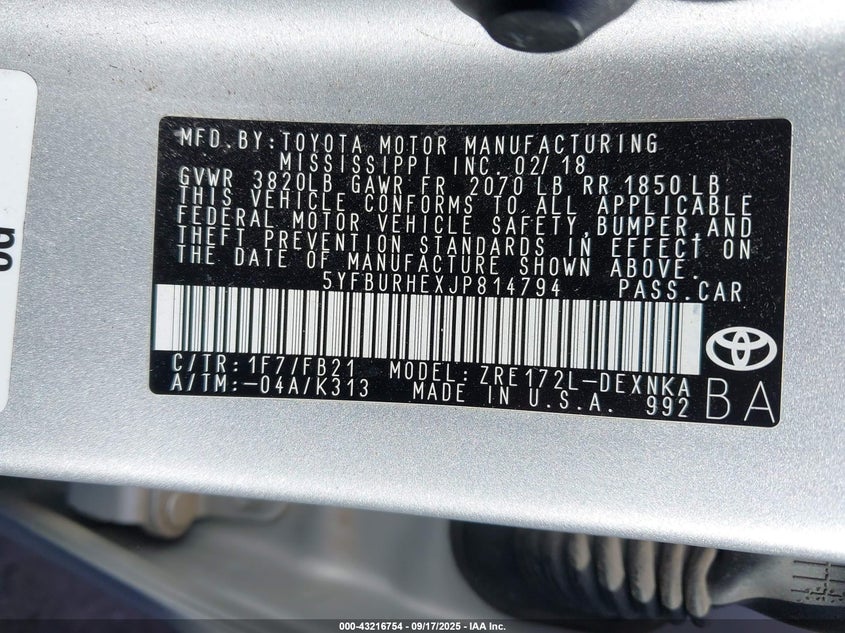 MFD. BY: TOYOTA MOTOR MANUFACTURING
MISSISSIPPI INC. 02/18
GVWR 3820LB GAWR FR 2070 LB RR 1850 LB
THIS VEHICLE CONFORMS TO ALL APPLICABLE
FEDERAL MOTOR VEHICLE SAFETY, BUMPER, AND
THEFT PREVENTION STANDARDS IN EFFECT ON
THE DATE OF MANUFACTURE SHOWN ABOVE.
5YFBURHEXJP814794 PASS. CAR
C/TR: 1F7/FB21 MODEL: ZRE172L-DEXNKA
A/TM: -04A/K313 MADE IN U.S.A. 992 BA
000-43216754 - 09/17/2025 - IAA Inc.